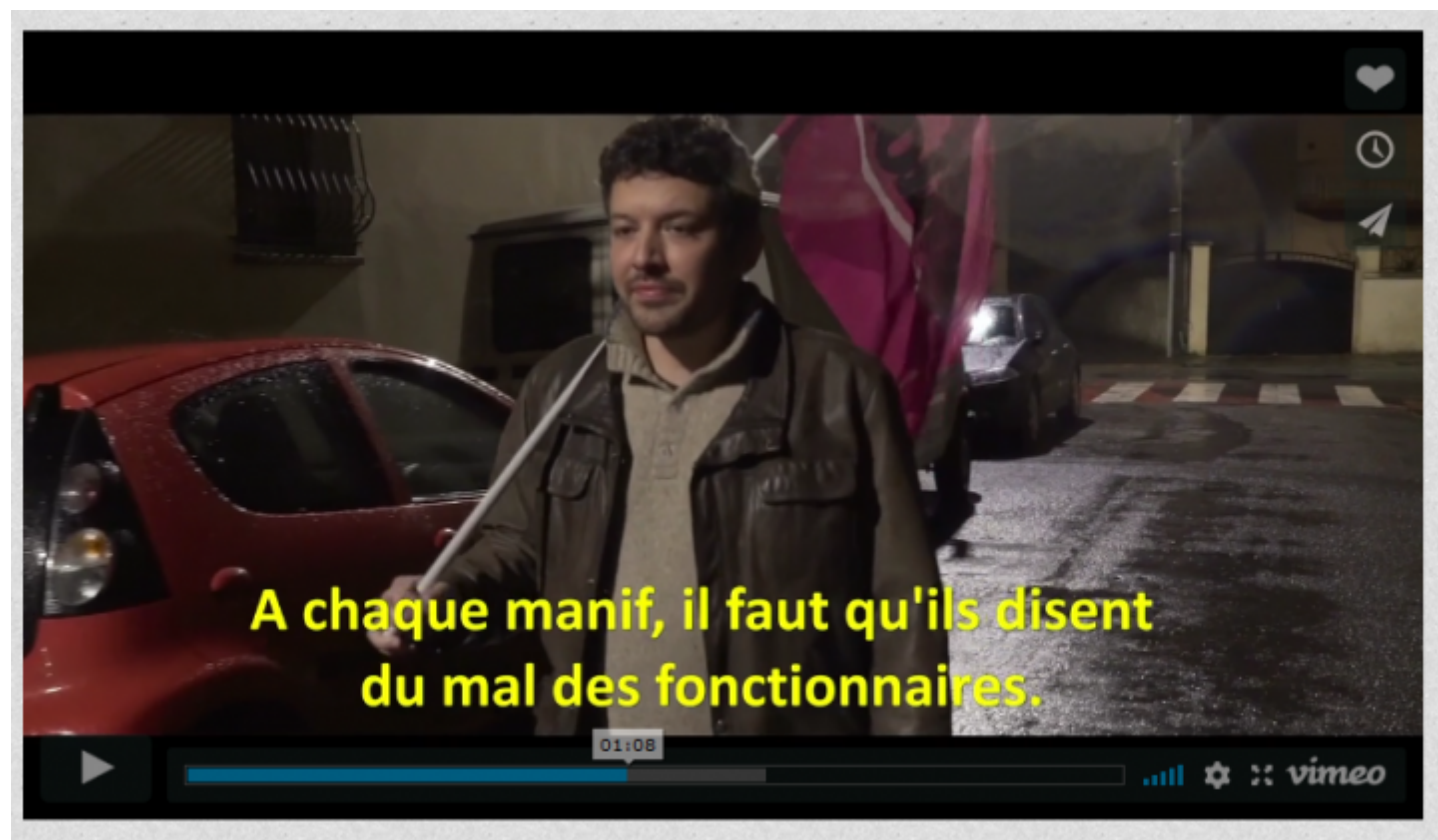 A chaque manif, il faut qu'ils disent
du mal des fonctionnaires.
01:08
vimeo